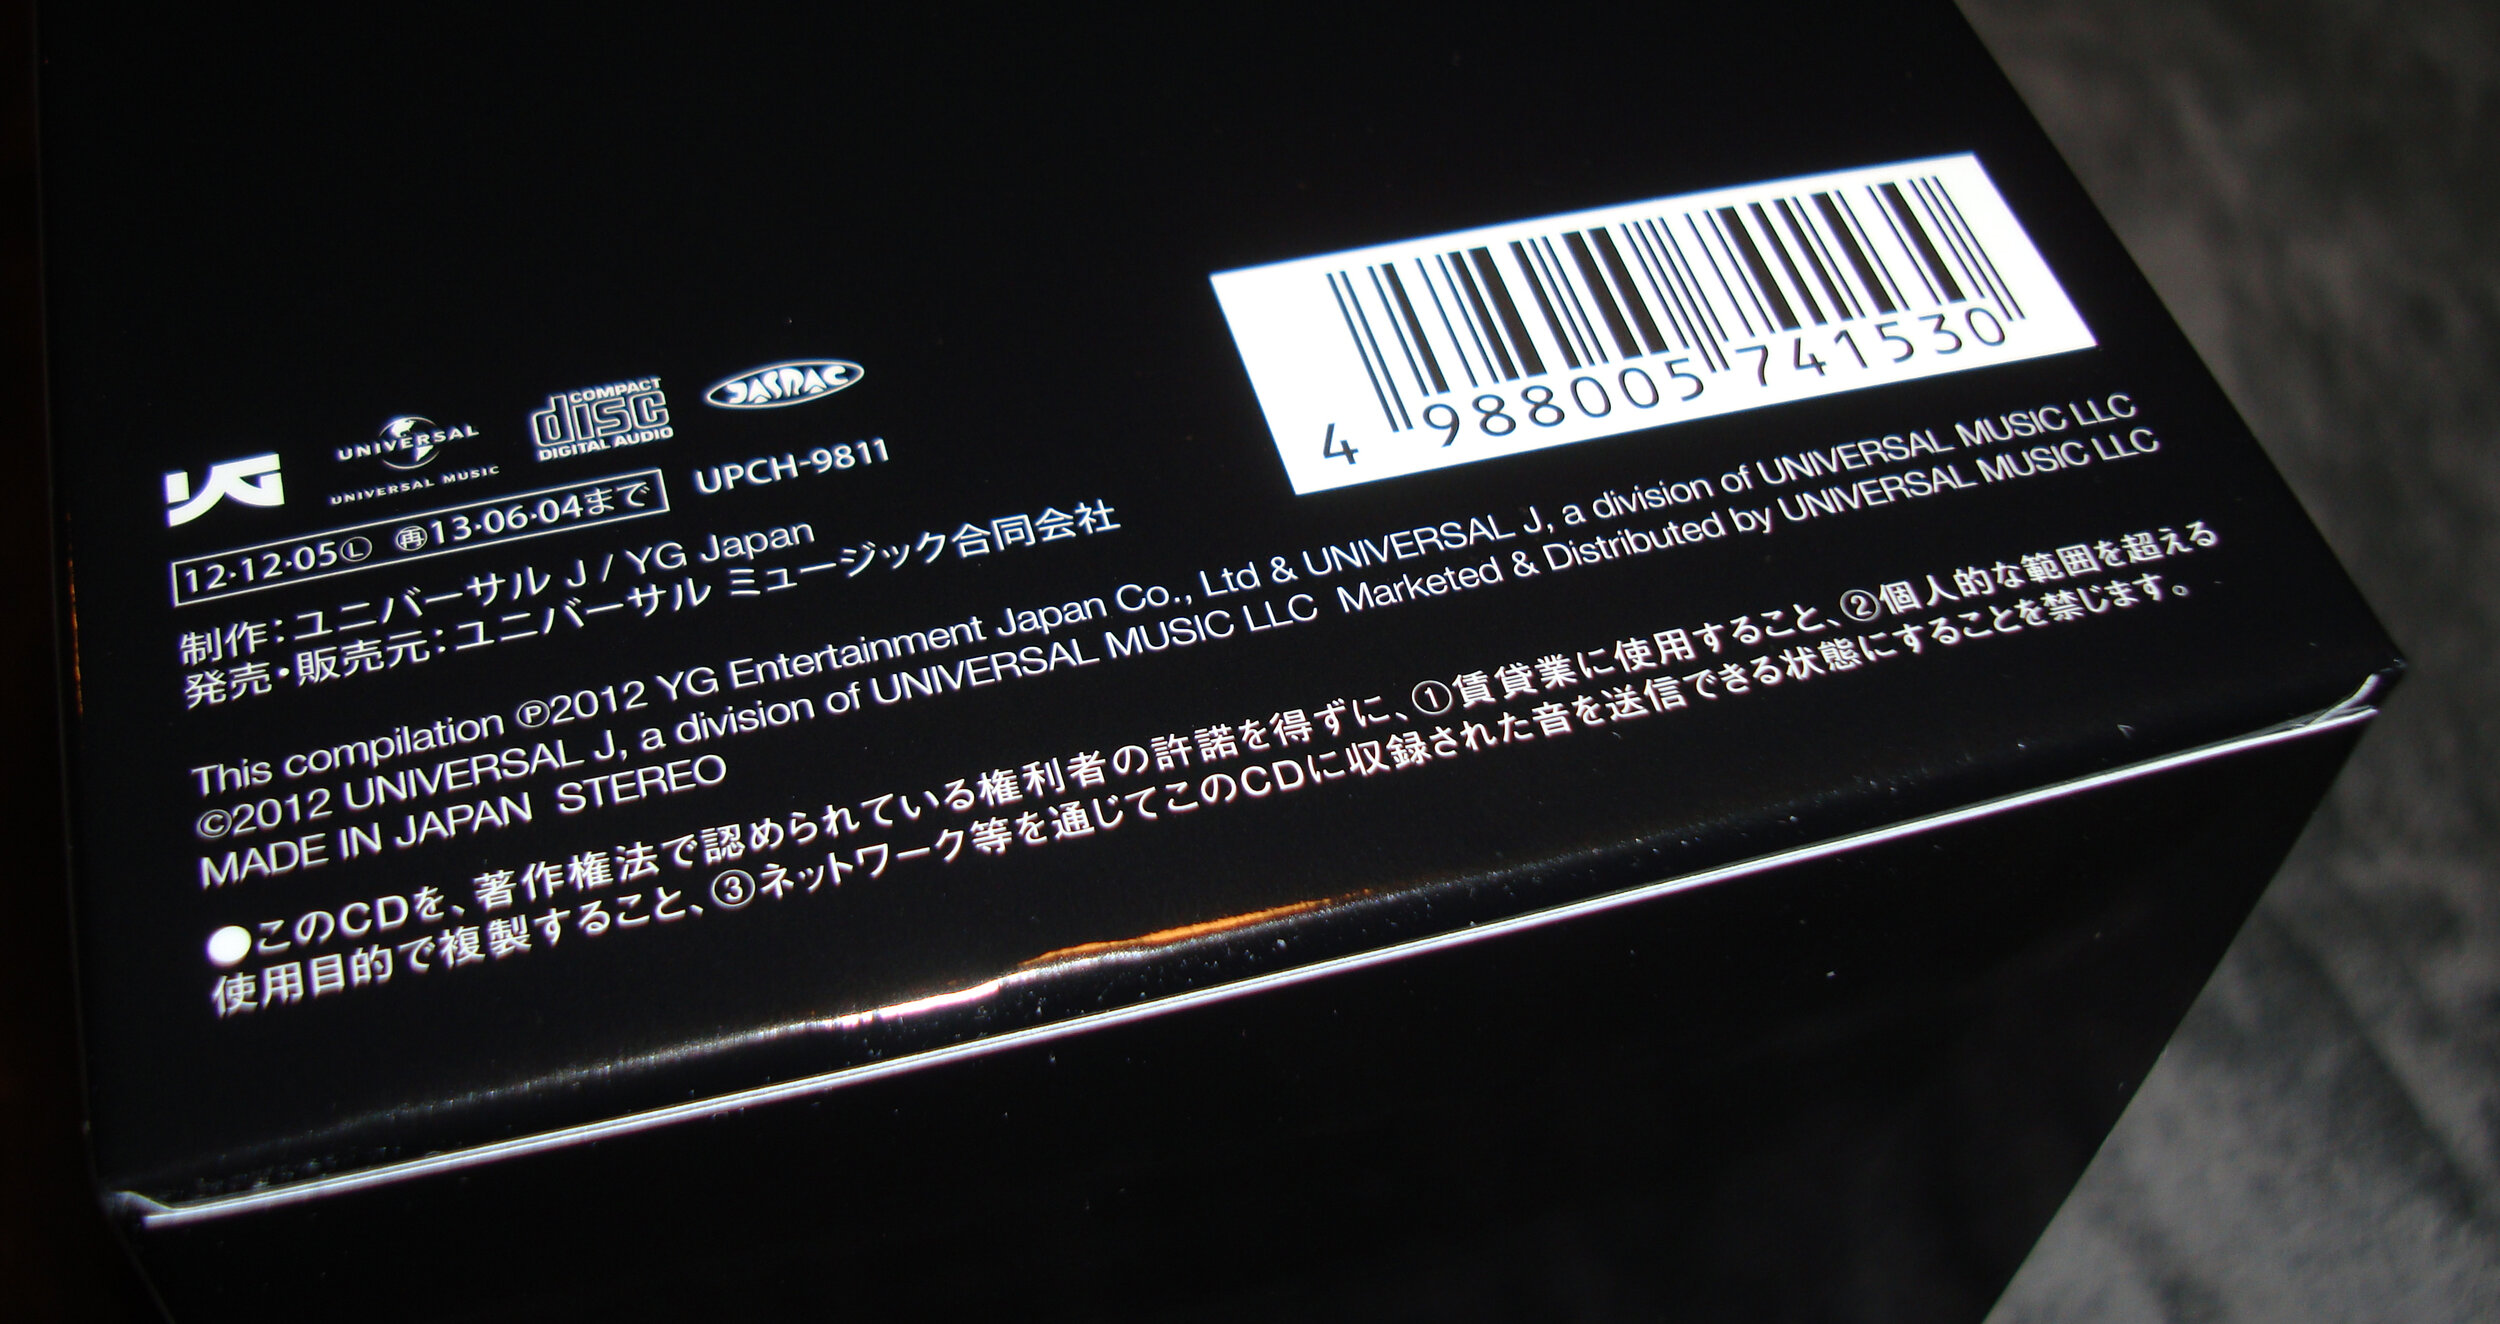 YG
UNIVERSAL
UNIVERSAL MUSIC
COMPACT
disc
DIGITAL AUDIO
JASRAC
12・12・05Ⓛ ㊣13・06・04まで UPCH-9811
制作：ユニバーサル J / YG Japan
発売・販売元：ユニバーサル ミュージック合同会社
4 988005 741530
This compilation ℗2012 YG Entertainment Japan Co., Ltd & UNIVERSAL J, a division of UNIVERSAL MUSIC LLC
©2012 UNIVERSAL J, a division of UNIVERSAL MUSIC LLC Marketed & Distributed by UNIVERSAL MUSIC LLC
MADE IN JAPAN STEREO
●このCDを、著作権法で認められている権利者の許諾を得ずに、①賃貸業に使用すること、②個人的な範囲を超える
使用目的で複製すること、③ネットワーク等を通じてこのCDに収録された音を送信できる状態にすることを禁じます。